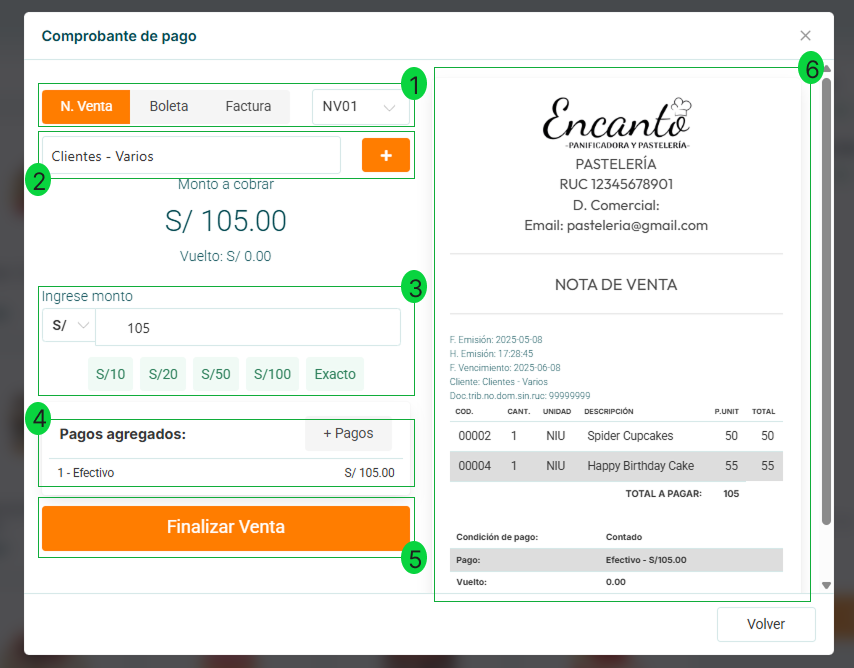 Comprobante de pago
1
N. Venta Boleta Factura NV01
Clientes - Varios +
2
Monto a cobrar
S/ 105.00
Vuelto: S/ 0.00
3
Ingrese monto
S/ 105
S/10 S/20 S/50 S/100 Exacto
4
Pagos agregados: + Pagos
1 - Efectivo S/ 105.00
Finalizar Venta
5
6
Encanto
-PANIFICADORA Y PASTELERÍA-
PASTELERÍA
RUC 12345678901
D. Comercial:
Email: pasteleria@gmail.com
NOTA DE VENTA
F. Emisión: 2025-05-08
H. Emisión: 17:28:45
F. Vencimiento: 2025-06-08
Cliente: Clientes - Varios
Doc.trib.no.dom.sin.ruc: 99999999
COD. CANT. UNIDAD DESCRIPCIÓN P.UNIT TOTAL
00002 1 NIU Spider Cupcakes 50 50
00004 1 NIU Happy Birthday Cake 55 55
TOTAL A PAGAR: 105
Condición de pago: Contado
Pago: Efectivo - S/105.00
Vuelto: 0.00
Volver